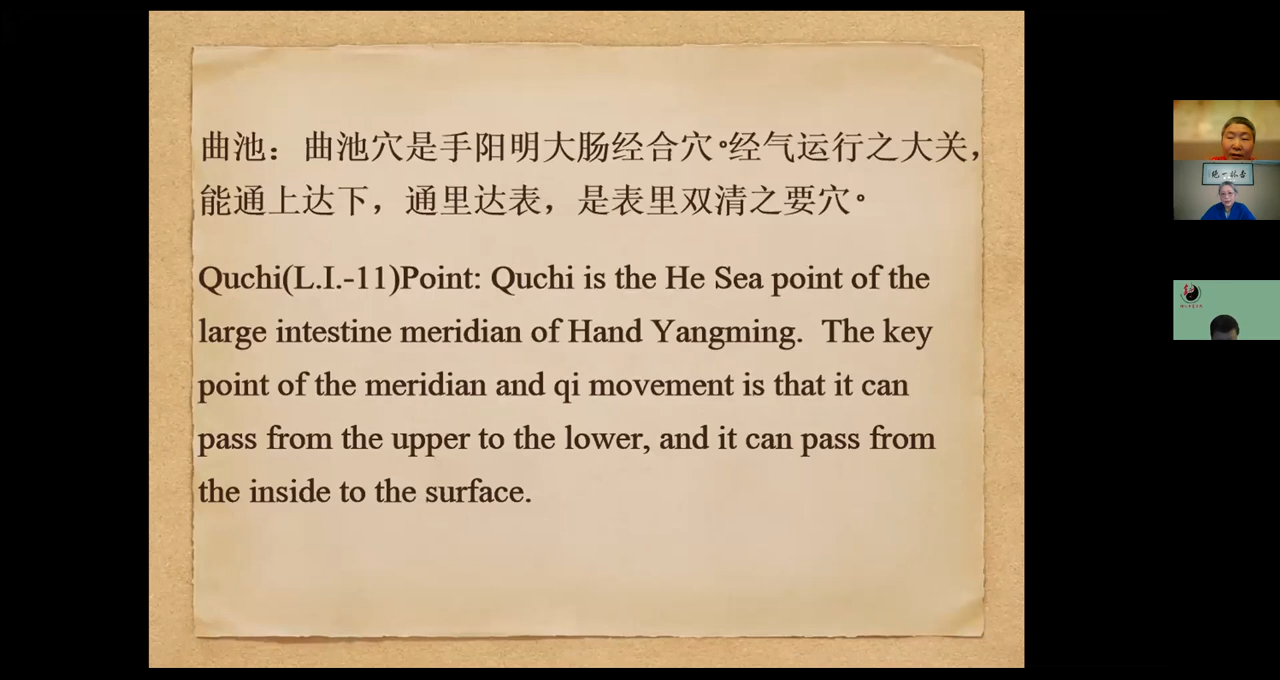 曲池：曲池穴是手阳明大肠经合穴。经气运行之大关，
能通上达下，通里达表，是表里双清之要穴。
Quchi(L.I.-11)Point: Quchi is the He Sea point of the
large intestine meridian of Hand Yangming. The key
point of the meridian and qi movement is that it can
pass from the upper to the lower, and it can pass from
the inside to the surface.